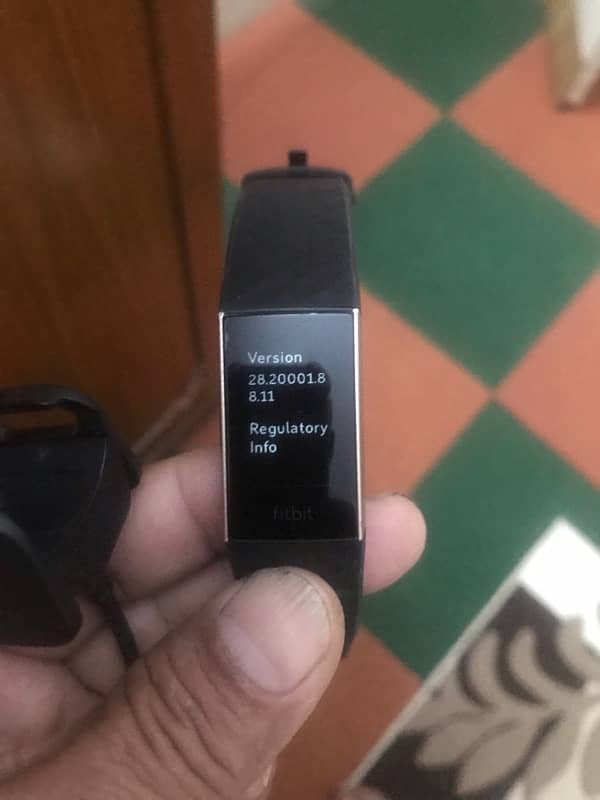 Version
28.20001.8
8.11
Regulatory
Info
fitbit